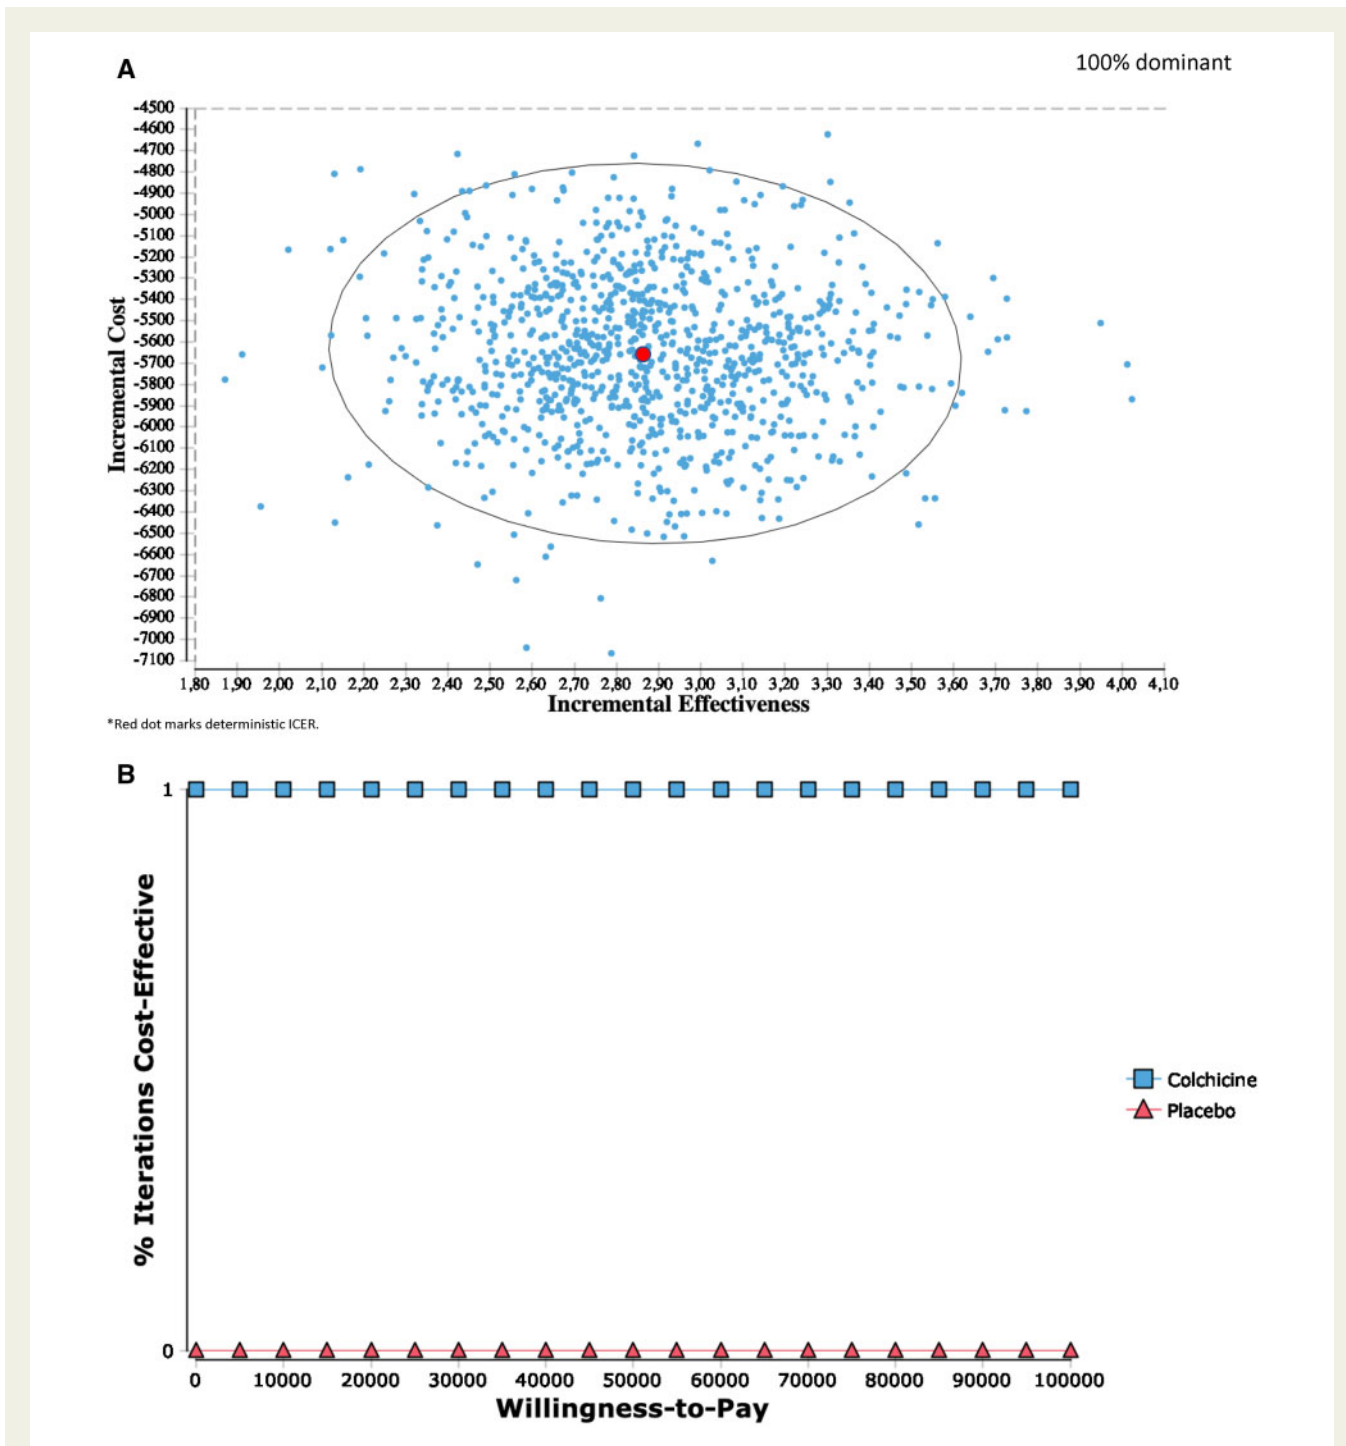 A
100% dominant
-4500
-4600
-4700
-4800
-4900
-5000
-5100
-5200
-5300
-5400
-5500
-5600
-5700
-5800
-5900
-6000
-6100
-6200
-6300
-6400
-6500
-6600
-6700
-6800
-6900
-7000
-7100
Incremental Cost
1,80 1,90 2,00 2,10 2,20 2,30 2,40 2,50 2,60 2,70 2,80 2,90 3,00 3,10 3,20 3,30 3,40 3,50 3,60 3,70 3,80 3,90 4,00 4,10
Incremental Effectiveness
*Red dot marks deterministic ICER.
B
1
0
% Iterations Cost-Effective
Colchicine
Placebo
0 10000 20000 30000 40000 50000 60000 70000 80000 90000 100000
Willingness-to-Pay